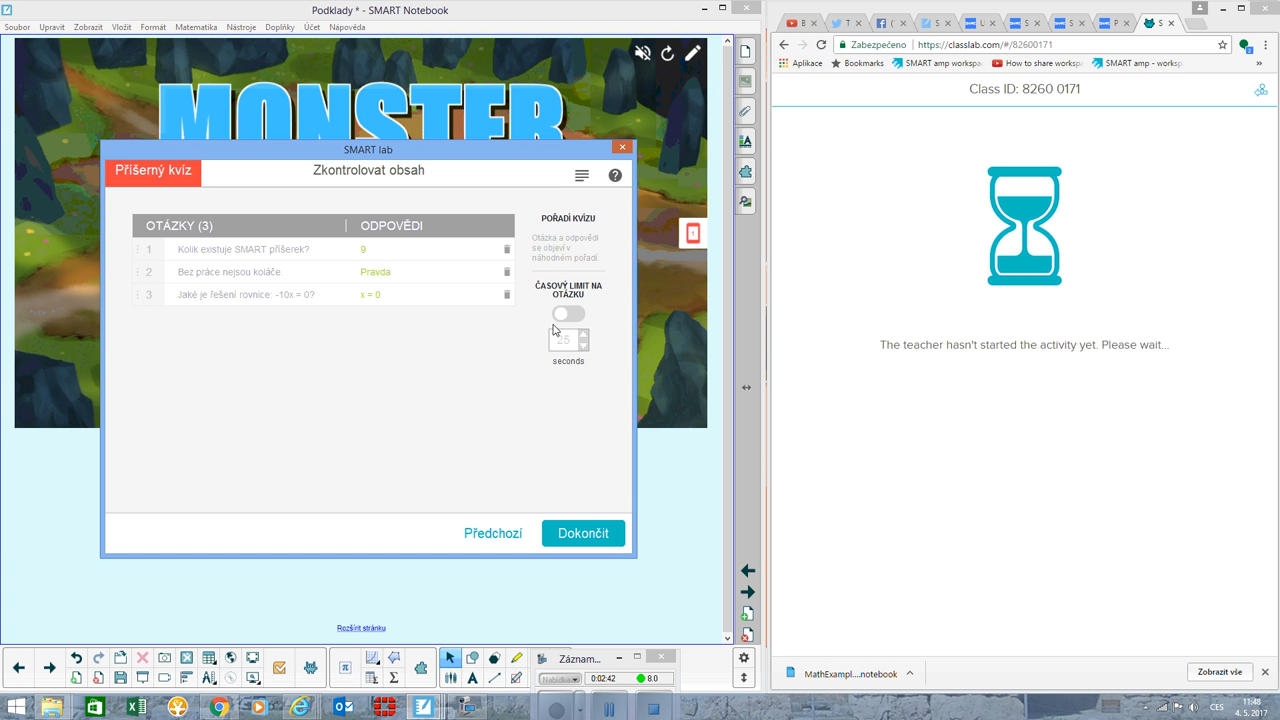 Podklady * - SMART Notebook
Soubor Upravit Zobrazit Vložit Formát Matematika Nástroje Doplňky Účet Nápověda
MONSTER
SMART lab
Příšerný kvíz
Zkontrolovat obsah
OTÁZKY (3) ODPOVĚDI
1 Kolik existuje SMART příšerek? 9
2 Bez práce nejsou koláče. Pravda
3 Jaké je řešení rovnice: -10x = 0? x = 0
POŘADÍ KVÍZU
Otázka a odpovědi
se objeví v
náhodném pořadí.
ČASOVÝ LIMIT NA
OTÁZKU
25
seconds
Předchozí
Dokončit
1
Rozšířit stránku
Záznam...
Nabídka
0:02:42
8.0
Zabezpečeno
https://classlab.com/#/82600171
Aplikace
Bookmarks
SMART amp workspa
How to share worksp
SMART amp - worksp
»
Class ID: 8260 0171
The teacher hasn't started the activity yet. Please wait...
MathExampl....notebook
Zobrazit vše
CES
11:48
4. 5. 2017